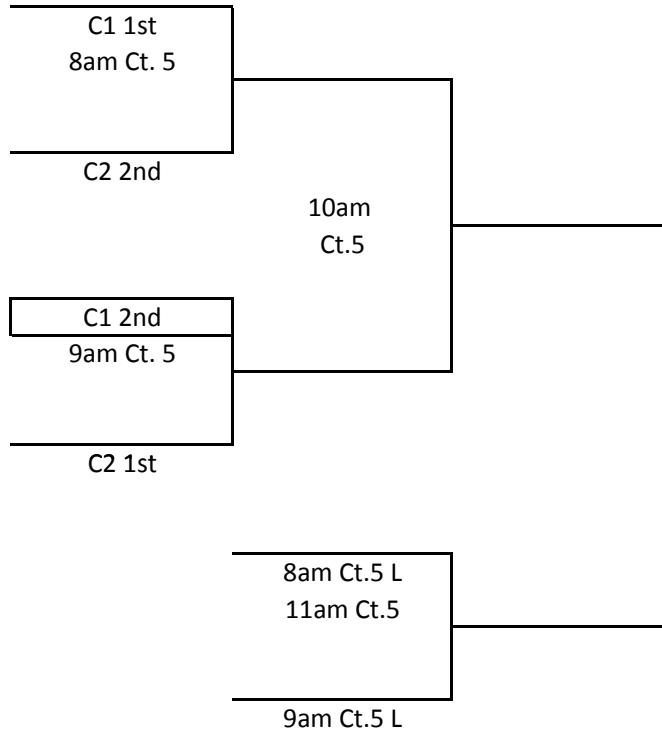 C1 1st
8am Ct. 5
C2 2nd
10am
Ct.5
C1 2nd
9am Ct. 5
C2 1st
8am Ct.5 L
11am Ct.5
9am Ct.5 L